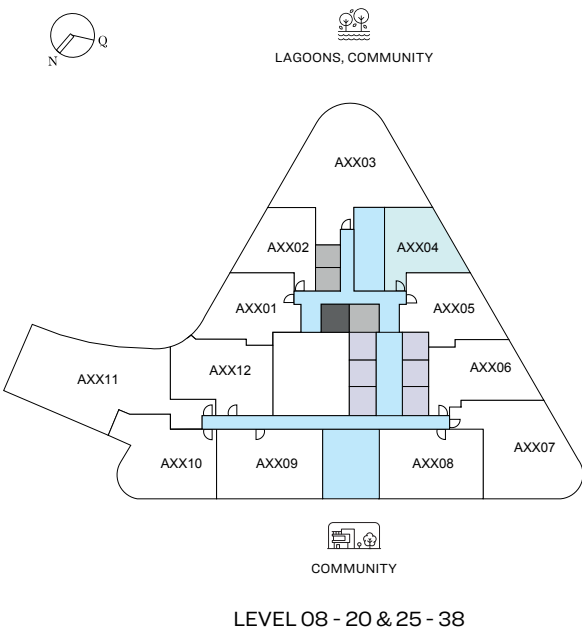 N
Q
LAGOONS, COMMUNITY
AXX03
AXX02
AXX04
AXX01
AXX05
AXX11
AXX12
AXX06
AXX10
AXX09
AXX08
AXX07
COMMUNITY
LEVEL 08 - 20 & 25 - 38